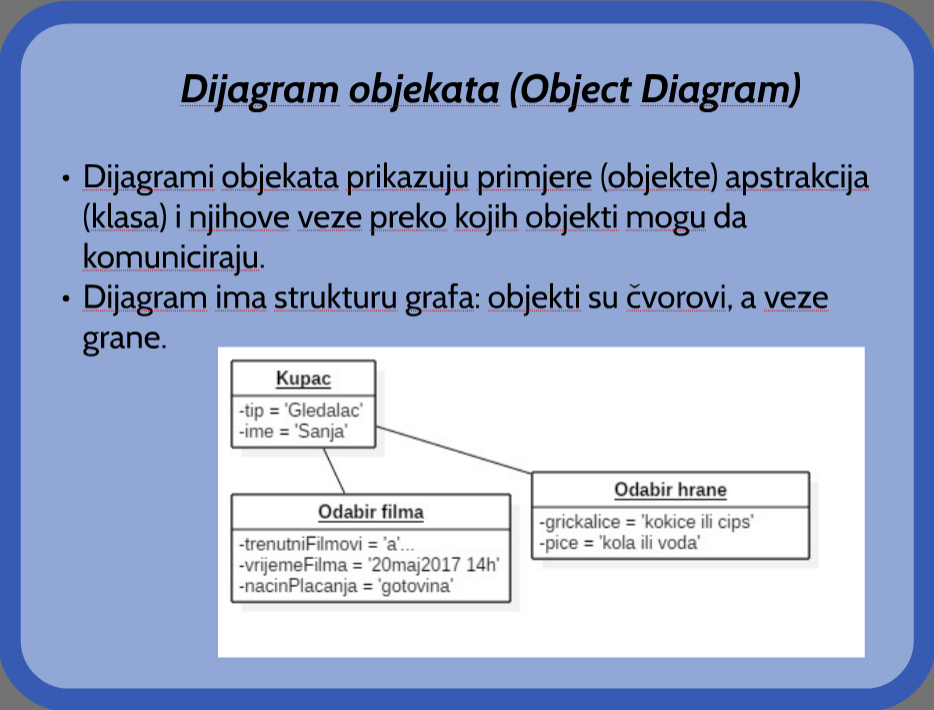 Dijagram objekata (Object Diagram)
• Dijagrami objekata prikazuju primjere (objekte) apstrakcija
(klasa) i njihove veze preko kojih objekti mogu da
komuniciraju.
• Dijagram ima strukturu grafa: objekti su čvorovi, a veze
grane.
Kupac
-tip = 'Gledalac'
-ime = 'Sanja'
Odabir filma
-trenutniFilmovi = 'a'...
-vrijemeFilma = '20maj2017 14h'
-nacinPlacanja = 'gotovina'
Odabir hrane
-grickalice = 'kokice ili cips'
-pice = 'kola ili voda'